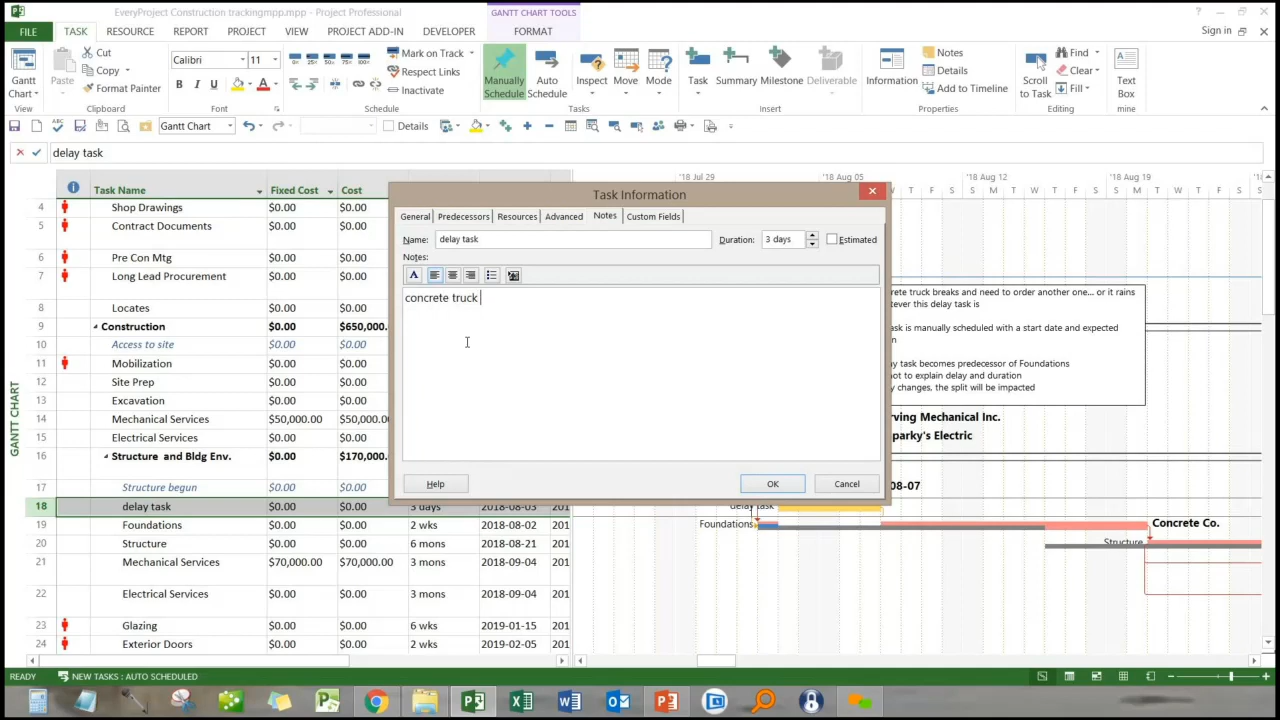 EveryProject Construction trackingmpp.mpp - Project Professional
GANTT CHART TOOLS
FILE TASK RESOURCE REPORT PROJECT VIEW PROJECT ADD-IN DEVELOPER FORMAT Sign in
Gantt Chart
Paste
Cut
Copy
Format Painter
Calibri 11
B I U A
Mark on Track
Respect Links
Inactivate
Manually Schedule
Auto Schedule
Inspect Move Mode
Task Summary Milestone Deliverable
Information
Notes
Details
Add to Timeline
Scroll to Task
Find
Clear
Fill
Text Box
View Clipboard Font Schedule Tasks Insert Properties Editing mine
Gantt Chart Details
delay task
Task Name Fixed Cost Cost
'18 Jul 29 '18 Aug 05 '18 Aug 12 '18 Aug 19
W T F S S M T W T F S S M T W T F S
4 Shop Drawings $0.00 $0.00
5 Contract Documents $0.00 $0.00
6 Pre Con Mtg $0.00 $0.00
7 Long Lead Procurement $0.00 $0.00
8 Locates $0.00 $0.00
9 Construction $0.00 $650,000.
10 Access to site $0.00 $0.00
11 Mobilization $0.00 $0.00
12 Site Prep $0.00 $0.00
13 Excavation $0.00 $0.00
14 Mechanical Services $50,000.00 $50,000.00
15 Electrical Services $0.00 $0.00
16 Structure and Bldg Env. $0.00 $170,000.
17 Structure begun $0.00 $0.00
18 delay task $0.00 $0.00 3 days 2018-08-03 201
19 Foundations $0.00 $0.00 2 wks 2018-08-02 201
20 Structure $0.00 $0.00 6 mons 2018-08-21 201
21 Mechanical Services $70,000.00 $70,000.00 3 mons 2018-09-04 201
22 Electrical Services $0.00 $0.00 3 mons 2018-09-04 201
23 Glazing $0.00 $0.00 6 wks 2019-01-15 201
24 Exterior Doors $0.00 $0.00 2 wks 2019-02-05 201
GANTT CHART
Task Information
General Predecessors Resources Advanced Notes Custom Fields
Name: delay task Duration: 3 days Estimated
Notes:
A
concrete truck
Help OK Cancel
rete truck breaks and need to order another one... or it rains
tever this delay task is
ask is manually scheduled with a start date and expected
n
ay task becomes predecessor of Foundations
not to explain delay and duration
y changes, the split will be impacted
rving Mechanical Inc.
parky's Electric
08-07
delay task
Foundations Concrete Co.
Structure
READY NEW TASKS : AUTO SCHEDULED